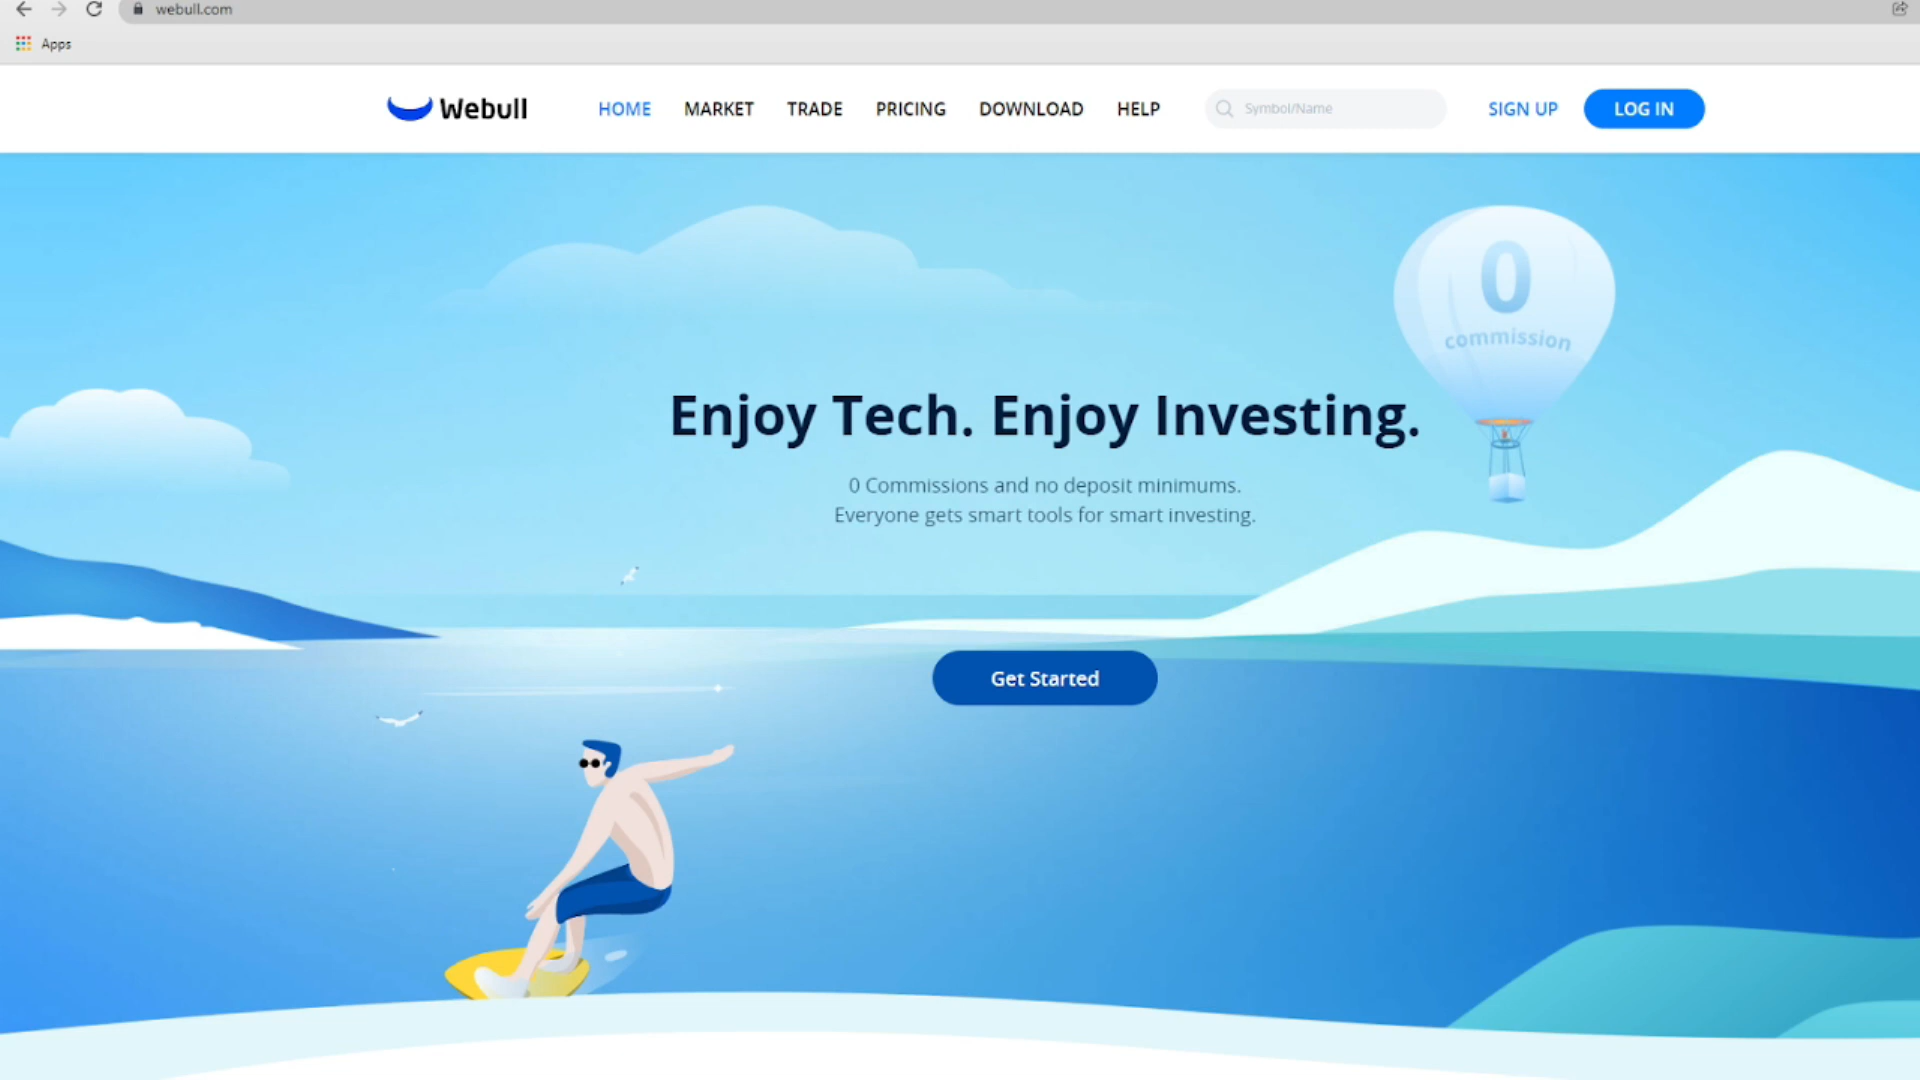 webull.com
Apps
Webull
HOME
MARKET
TRADE
PRICING
DOWNLOAD
HELP
Symbol/Name
SIGN UP
LOG IN
0
commission
Enjoy Tech. Enjoy Investing.
0 Commissions and no deposit minimums.
Everyone gets smart tools for smart investing.
Get Started